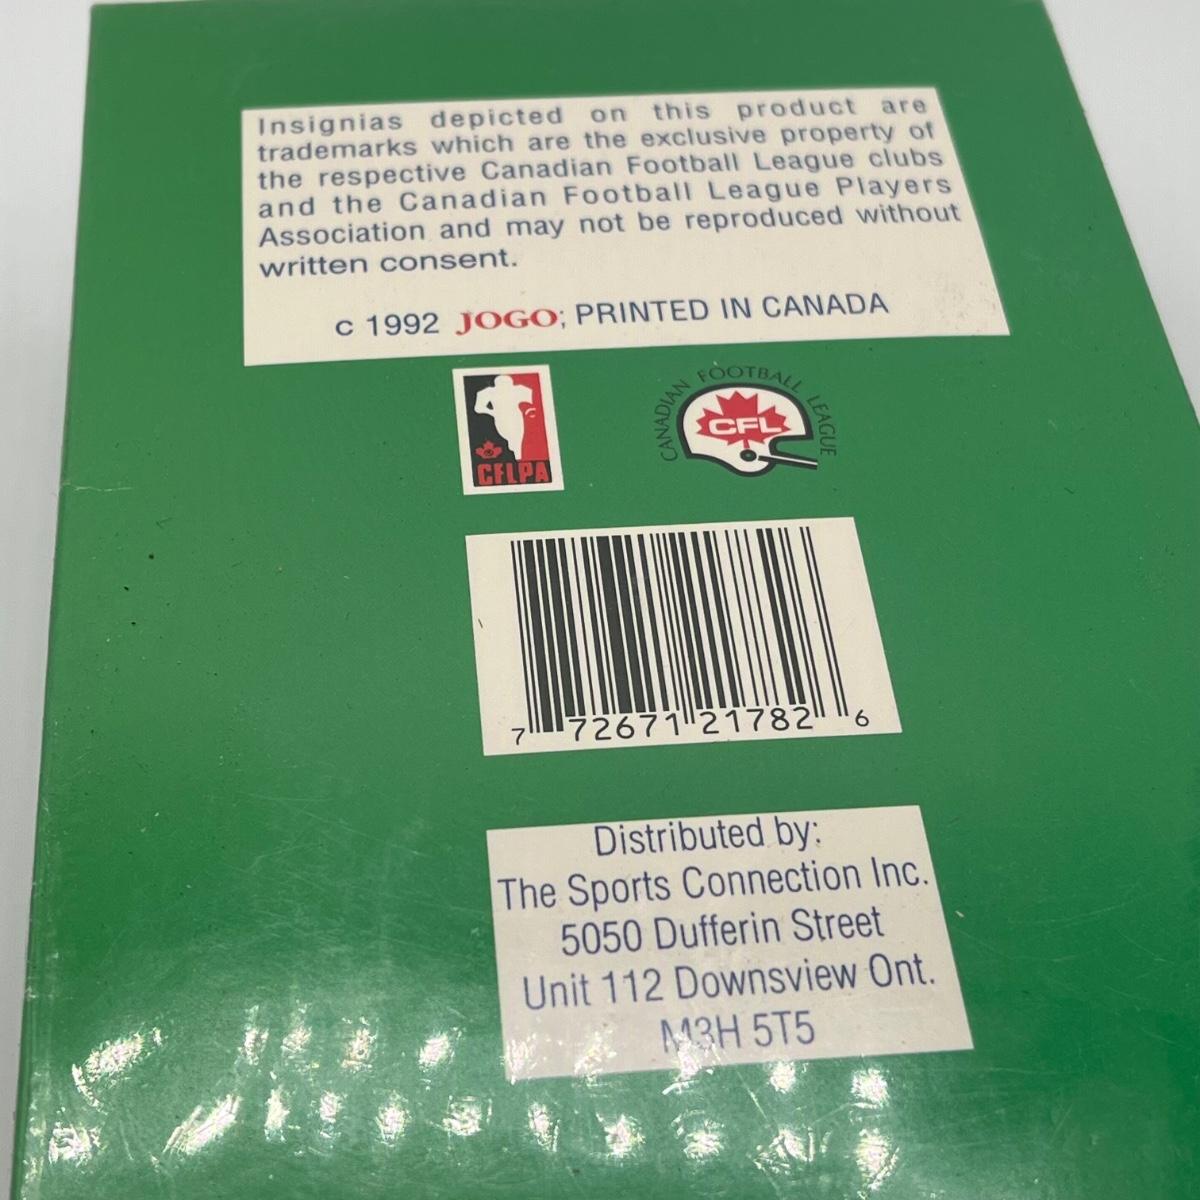 Insignias depicted on this product are
trademarks which are the exclusive property of
the respective Canadian Football League clubs
and the Canadian Football League Players
Association and may not be reproduced without
written consent.
c 1992 JOGO; PRINTED IN CANADA
CFLPA
CANADIAN FOOTBALL LEAGUE
CFL
7 72671 21782 6
Distributed by:
The Sports Connection Inc.
5050 Dufferin Street
Unit 112 Downsview Ont.
M3H 5T5